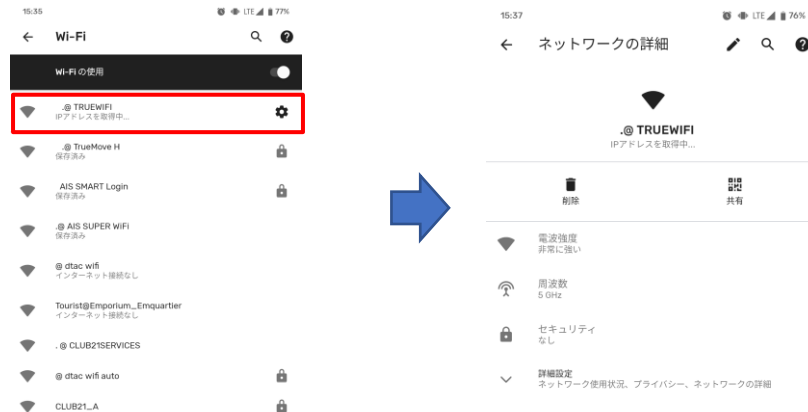 15:35
LTE 77%
Wi-Fi
Wi-Fi の使用
.@ TRUEWIFI
IPアドレスを取得中...
.@ TrueMove H
保存済み
AIS SMART Login
保存済み
.@ AIS SUPER WiFi
保存済み
@ dtac wifi
インターネット接続なし
Tourist@Emporium_Emquartier
インターネット接続なし
. @ CLUB21SERVICES
@ dtac wifi auto
CLUB21_A
15:37
LTE 76%
ネットワークの詳細
.@ TRUEWIFI
IPアドレスを取得中...
削除
共有
電波強度
非常に強い
周波数
5 GHz
セキュリティ
なし
詳細設定
ネットワーク使用状況、プライバシー、ネットワークの詳細